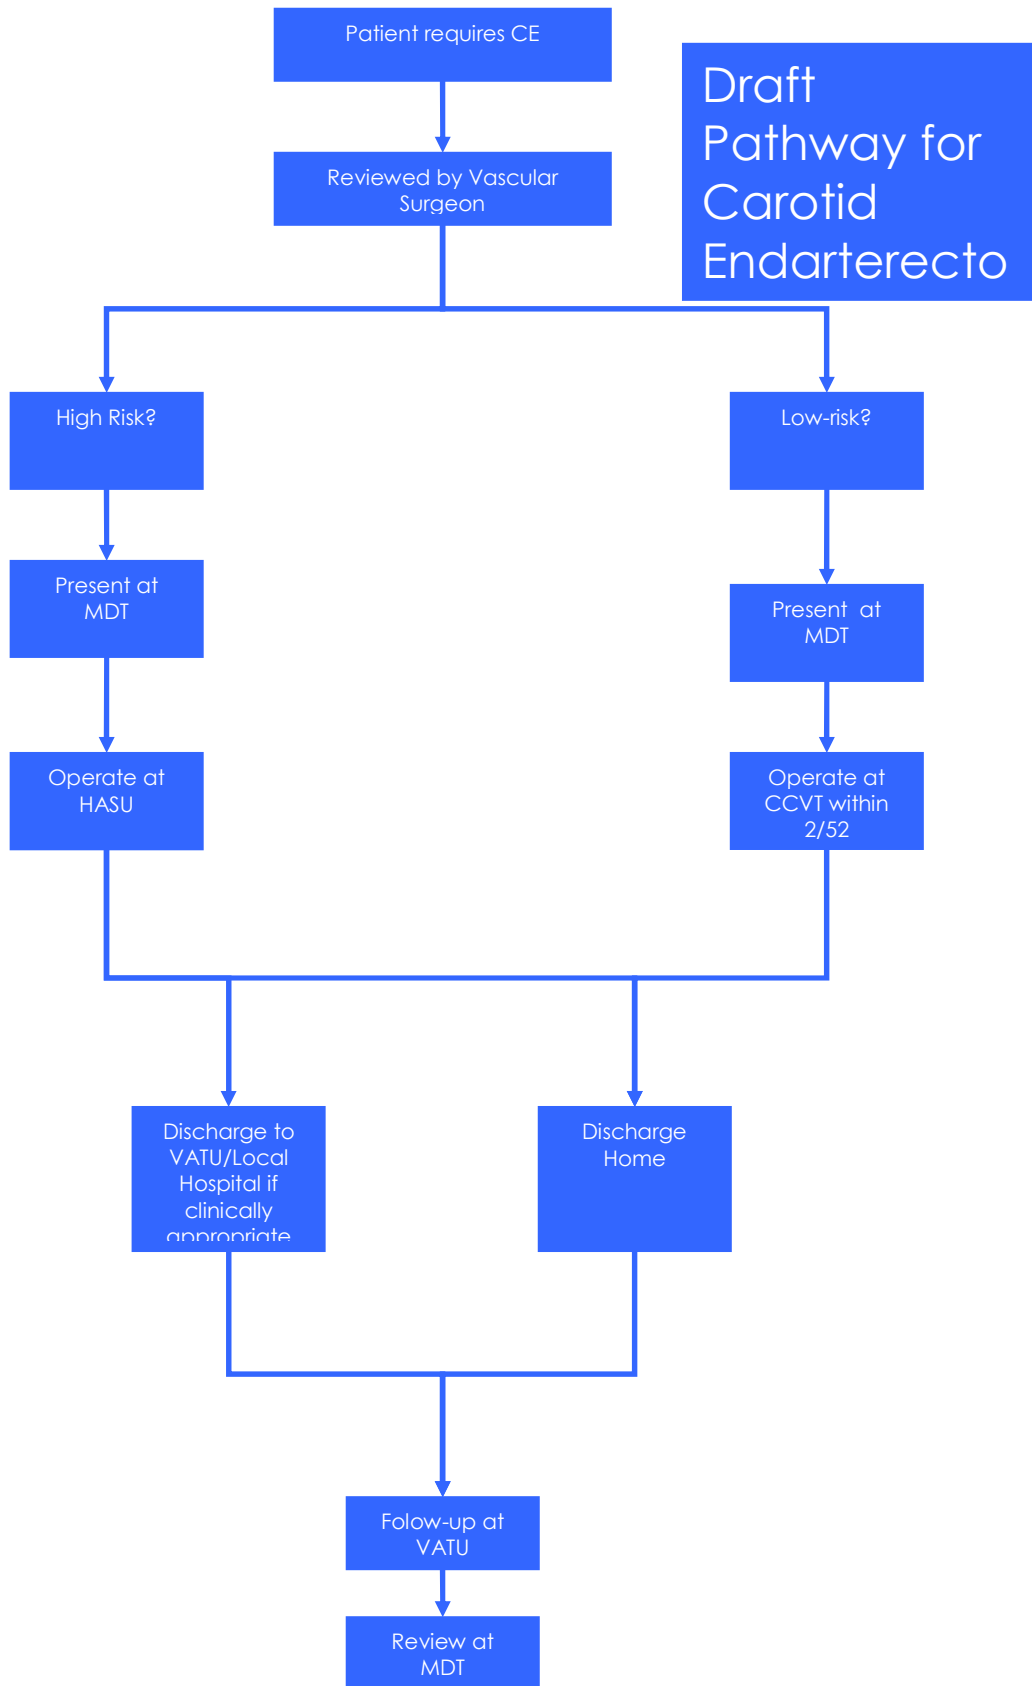 Patient requires CE
Draft
Pathway for
Carotid
Endarterecto
Reviewed by Vascular
Surgeon
High Risk?
Low-risk?
Present at
MDT
Present at
MDT
Operate at
HASU
Operate at
CCVT within
2/52
Discharge to
VATU/Local
Hospital if
clinically
appropriate
Discharge
Home
Folow-up at
VATU
Review at
MDT